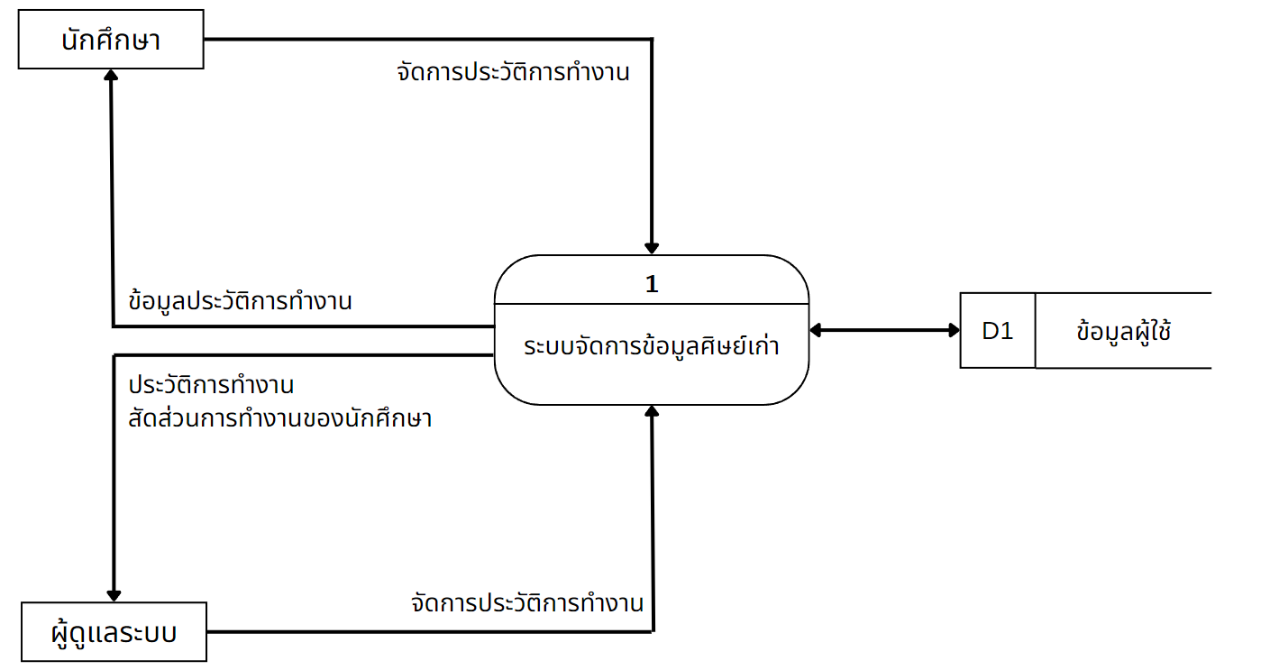 นักศึกษา
จัดการประวัติการทำงาน
1
ข้อมูลประวัติการทำงาน
ระบบจัดการข้อมูลศิษย์เก่า
D1
ข้อมูลผู้ใช้
ประวัติการทำงาน
สัดส่วนการทำงานของนักศึกษา
จัดการประวัติการทำงาน
ผู้ดูแลระบบ